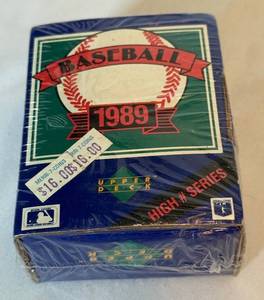 BASEBALL
1989
$16.00
$16.00
UPPER
DECK
HIGH # SERIES